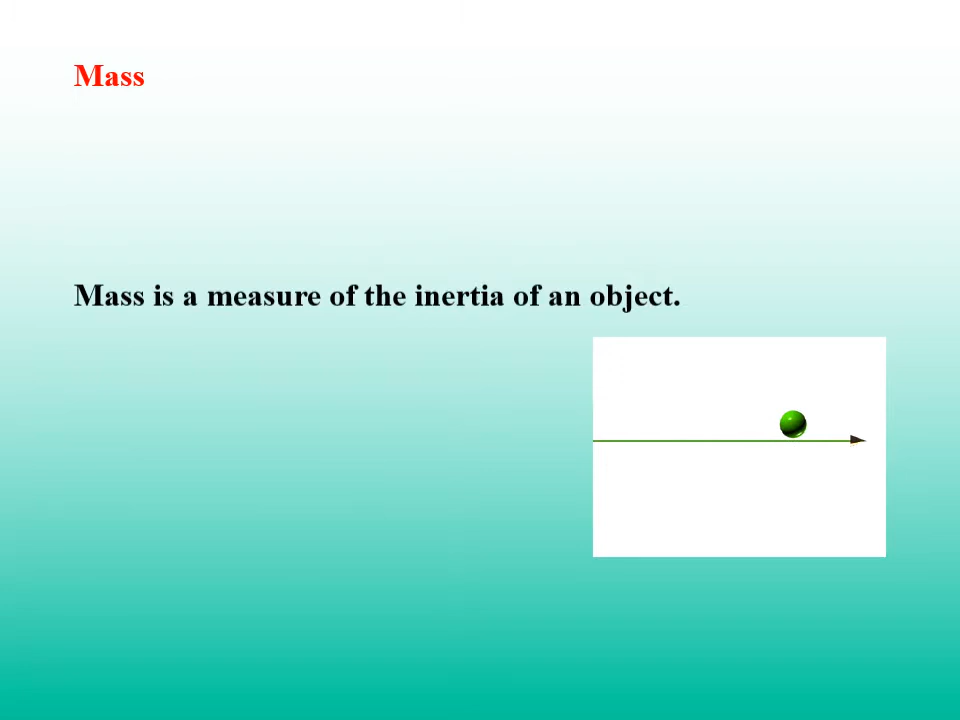 Mass
Mass is a measure of the inertia of an object.